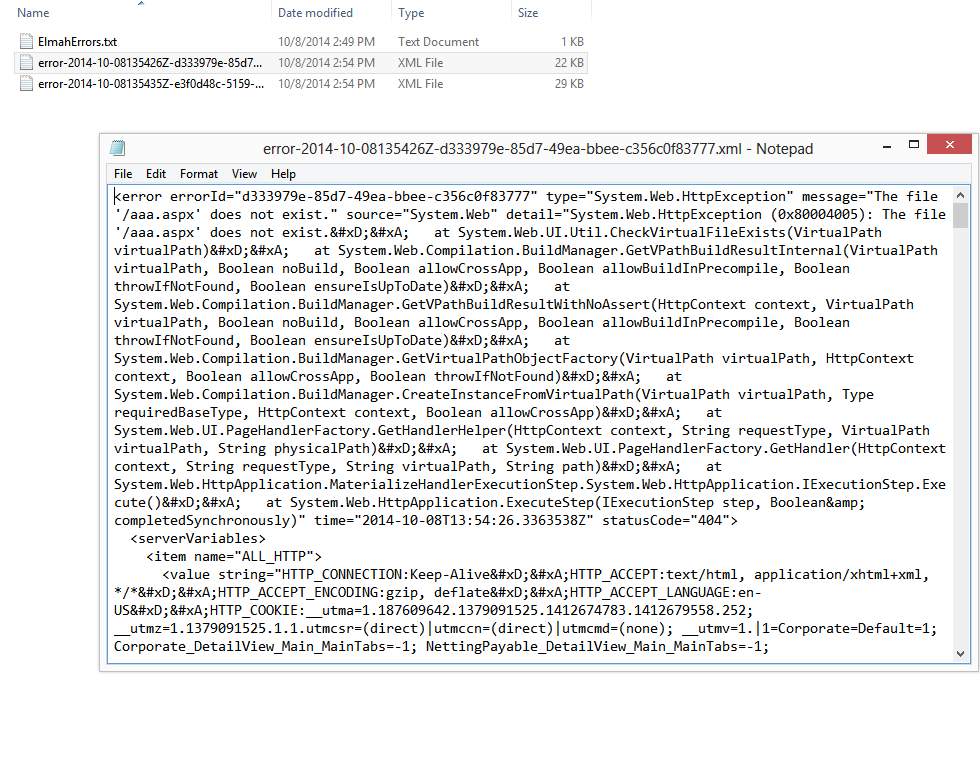 Name Date modified Type Size
ElmahErrors.txt 10/8/2014 2:49 PM Text Document 1 KB
error-2014-10-08135426Z-d333979e-85d7... 10/8/2014 2:54 PM XML File 22 KB
error-2014-10-08135435Z-e3f0d48c-5159-... 10/8/2014 2:54 PM XML File 29 KB
error-2014-10-08135426Z-d333979e-85d7-49ea-bbee-c356c0f83777.xml - Notepad
File Edit Format View Help
<error errorId="d333979e-85d7-49ea-bbee-c356c0f83777" type="System.Web.HttpException" message="The file
'/aaa.aspx' does not exist." source="System.Web" detail="System.Web.HttpException (0x80004005): The file
'/aaa.aspx' does not exist.&#xD;&#xA;   at System.Web.UI.Util.CheckVirtualFileExists(VirtualPath
virtualPath)&#xD;&#xA;   at System.Web.Compilation.BuildManager.GetVPathBuildResultInternal(VirtualPath
virtualPath, Boolean noBuild, Boolean allowCrossApp, Boolean allowBuildInPrecompile, Boolean
throwIfNotFound, Boolean ensureIsUpToDate)&#xD;&#xA;   at
System.Web.Compilation.BuildManager.GetVPathBuildResultWithNoAssert(HttpContext context, VirtualPath
virtualPath, Boolean noBuild, Boolean allowCrossApp, Boolean allowBuildInPrecompile, Boolean
throwIfNotFound, Boolean ensureIsUpToDate)&#xD;&#xA;   at
System.Web.Compilation.BuildManager.GetVirtualPathObjectFactory(VirtualPath virtualPath, HttpContext
context, Boolean allowCrossApp, Boolean throwIfNotFound)&#xD;&#xA;   at
System.Web.Compilation.BuildManager.CreateInstanceFromVirtualPath(VirtualPath virtualPath, Type
requiredBaseType, HttpContext context, Boolean allowCrossApp)&#xD;&#xA;   at
System.Web.UI.PageHandlerFactory.GetHandlerHelper(HttpContext context, String requestType, VirtualPath
virtualPath, String physicalPath)&#xD;&#xA;   at System.Web.UI.PageHandlerFactory.GetHandler(HttpContext
context, String requestType, String virtualPath, String path)&#xD;&#xA;   at
System.Web.HttpApplication.MaterializeHandlerExecutionStep.System.Web.HttpApplication.IExecutionStep.Exe
cute()&#xD;&#xA;   at System.Web.HttpApplication.ExecuteStep(IExecutionStep step, Boolean&amp;
completedSynchronously)" time="2014-10-08T13:54:26.3363538Z" statusCode="404">
<serverVariables>
<item name="ALL_HTTP">
<value string="HTTP_CONNECTION:Keep-Alive&#xD;&#xA;HTTP_ACCEPT:text/html, application/xhtml+xml,
*/*&#xD;&#xA;HTTP_ACCEPT_ENCODING:gzip, deflate&#xD;&#xA;HTTP_ACCEPT_LANGUAGE:en-
US&#xD;&#xA;HTTP_COOKIE:__utma=1.187609642.1379091525.1412674783.1412679558.252;
__utmz=1.1379091525.1.1.utmcsr=(direct)|utmccn=(direct)|utmcmd=(none); __utmv=1.|1=Corporate=Default=1;
Corporate_DetailView_Main_MainTabs=-1; NettingPayable_DetailView_Main_MainTabs=-1;